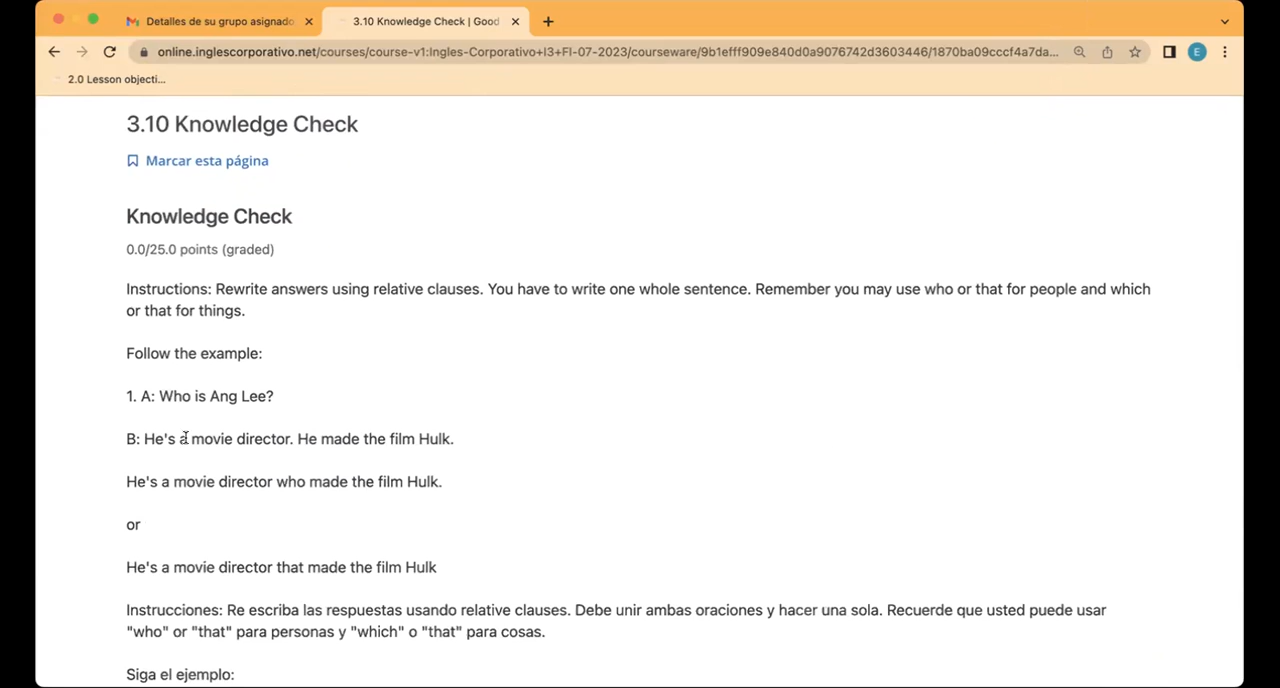 Detalles de su grupo asignado
3.10 Knowledge Check | Good
online.inglescorporativo.net/courses/course-v1:Ingles-Corporativo+I3+FI-07-2023/courseware/9b1efff909e840d0a9076742d3603446/1870ba09cccf4a7da...
E
2.0 Lesson objecti...
3.10 Knowledge Check
Marcar esta página
Knowledge Check
0.0/25.0 points (graded)
Instructions: Rewrite answers using relative clauses. You have to write one whole sentence. Remember you may use who or that for people and which
or that for things.
Follow the example:
1. A: Who is Ang Lee?
B: He's a movie director. He made the film Hulk.
He's a movie director who made the film Hulk.
or
He's a movie director that made the film Hulk
Instrucciones: Re escriba las respuestas usando relative clauses. Debe unir ambas oraciones y hacer una sola. Recuerde que usted puede usar
"who" or "that" para personas y "which" o "that" para cosas.
Siga el ejemplo: